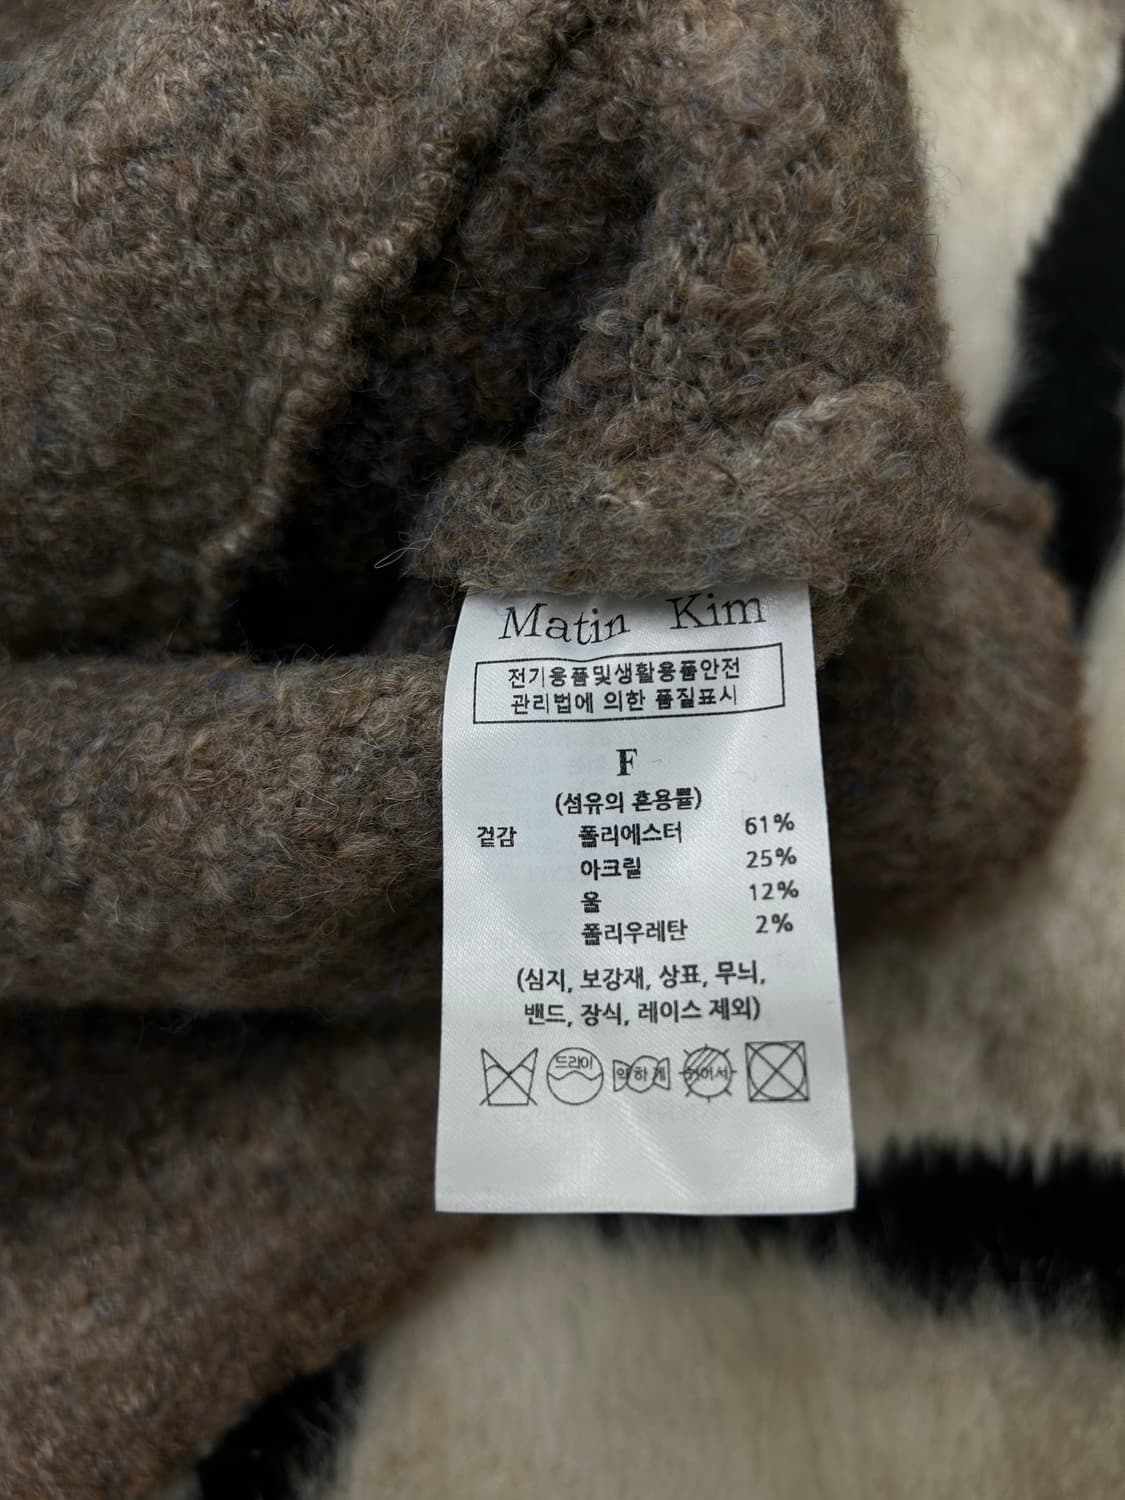 Matin Kim
전기용품및생활용품안전
관리법에 의한 품질표시
F
(섬유의 혼용률)
겉감 폴리에스터 61%
아크릴 25%
울 12%
폴리우레탄 2%
(심지, 보강재, 상표, 무늬,
밴드, 장식, 레이스 제외)
드라이 약하게 뉘어서